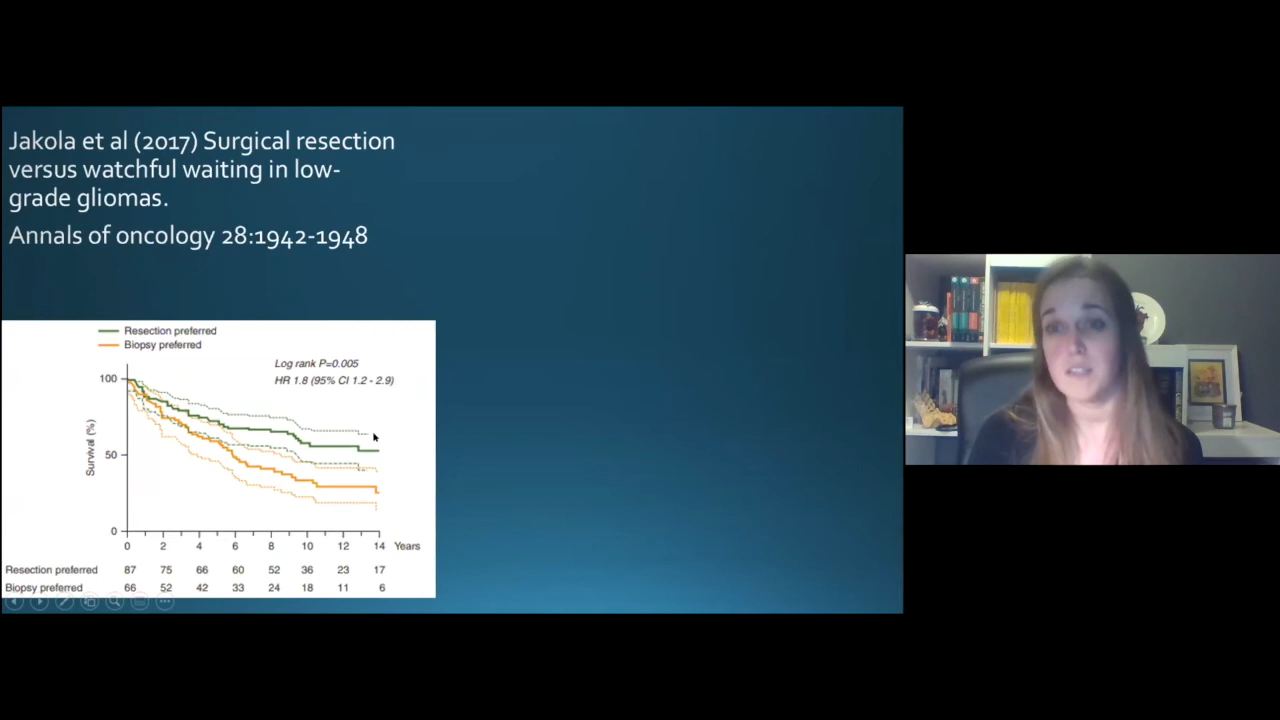 Jakola et al (2017) Surgical resection
versus watchful waiting in low-
grade gliomas.
Annals of oncology 28:1942-1948
Resection preferred
Biopsy preferred
Log rank P=0.005
HR 1.8 (95% CI 1.2 - 2.9)
Survival (%)
100
50
0
0 2 4 6 8 10 12 14 Years
Resection preferred 87 75 66 60 52 36 23 17
Biopsy preferred 66 52 42 33 24 18 11 6